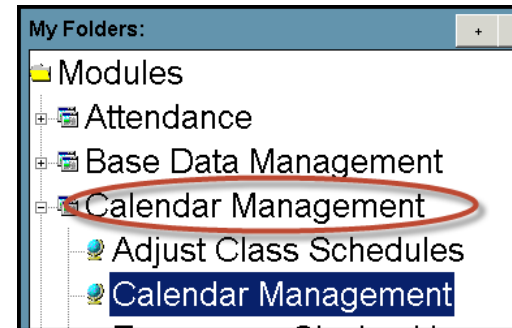 My Folders:
+
Modules
Attendance
Base Data Management
Calendar Management
Adjust Class Schedules
Calendar Management